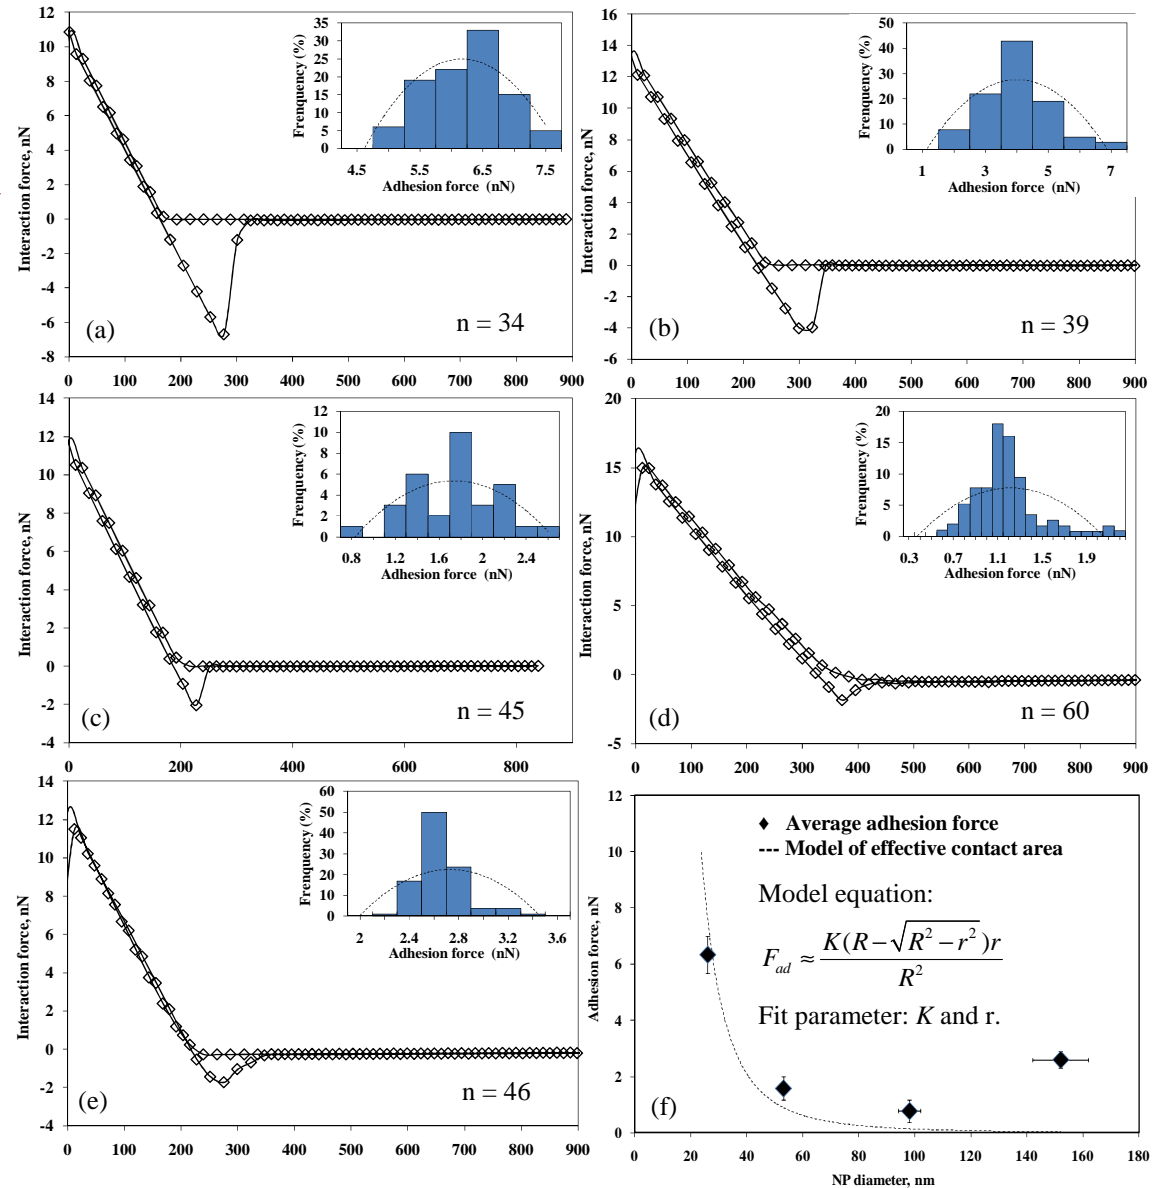 12
10
8
6
4
2
0
-2
-4
-6
-8
Interaction force, nN
0 100 200 300 400 500 600 700 800 900
(a)
n = 34
35
30
25
20
15
10
5
0
Frenquency (%)
4.5 5.5 6.5 7.5
Adhesion force (nN)
16
14
12
10
8
6
4
2
0
-2
-4
-6
Interaction force, nN
0 100 200 300 400 500 600 700 800 900
(b)
n = 39
50
40
30
20
10
0
Frenquency (%)
1 3 5 7
Adhesion force (nN)
14
12
10
8
6
4
2
0
-2
-4
Interaction force, nN
0 200 400 600 800
(c)
n = 45
12
10
8
6
4
2
0
Frenquency (%)
0.8 1.2 1.6 2 2.4
Adhesion force (nN)
20
15
10
5
0
-5
Interaction force, nN
0 100 200 300 400 500 600 700 800 900
(d)
n = 60
20
15
10
5
0
Frenquency (%)
0.3 0.7 1.1 1.5 1.9
Adhesion force (nN)
14
12
10
8
6
4
2
0
-2
-4
Interaction force, nN
0 100 200 300 400 500 600 700 800 900
(e)
n = 46
60
50
40
30
20
10
0
Frenquency (%)
2 2.4 2.8 3.2 3.6
Adhesion force (nN)
12
10
8
6
4
2
0
Adhesion force, nN
0 20 40 60 80 100 120 140 160 180
NP diameter, nm
(f)
◆ Average adhesion force
--- Model of effective contact area
Model equation:
F_ad ≈ K(R−√(R²−r²))r / R²
Fit parameter: K and r.